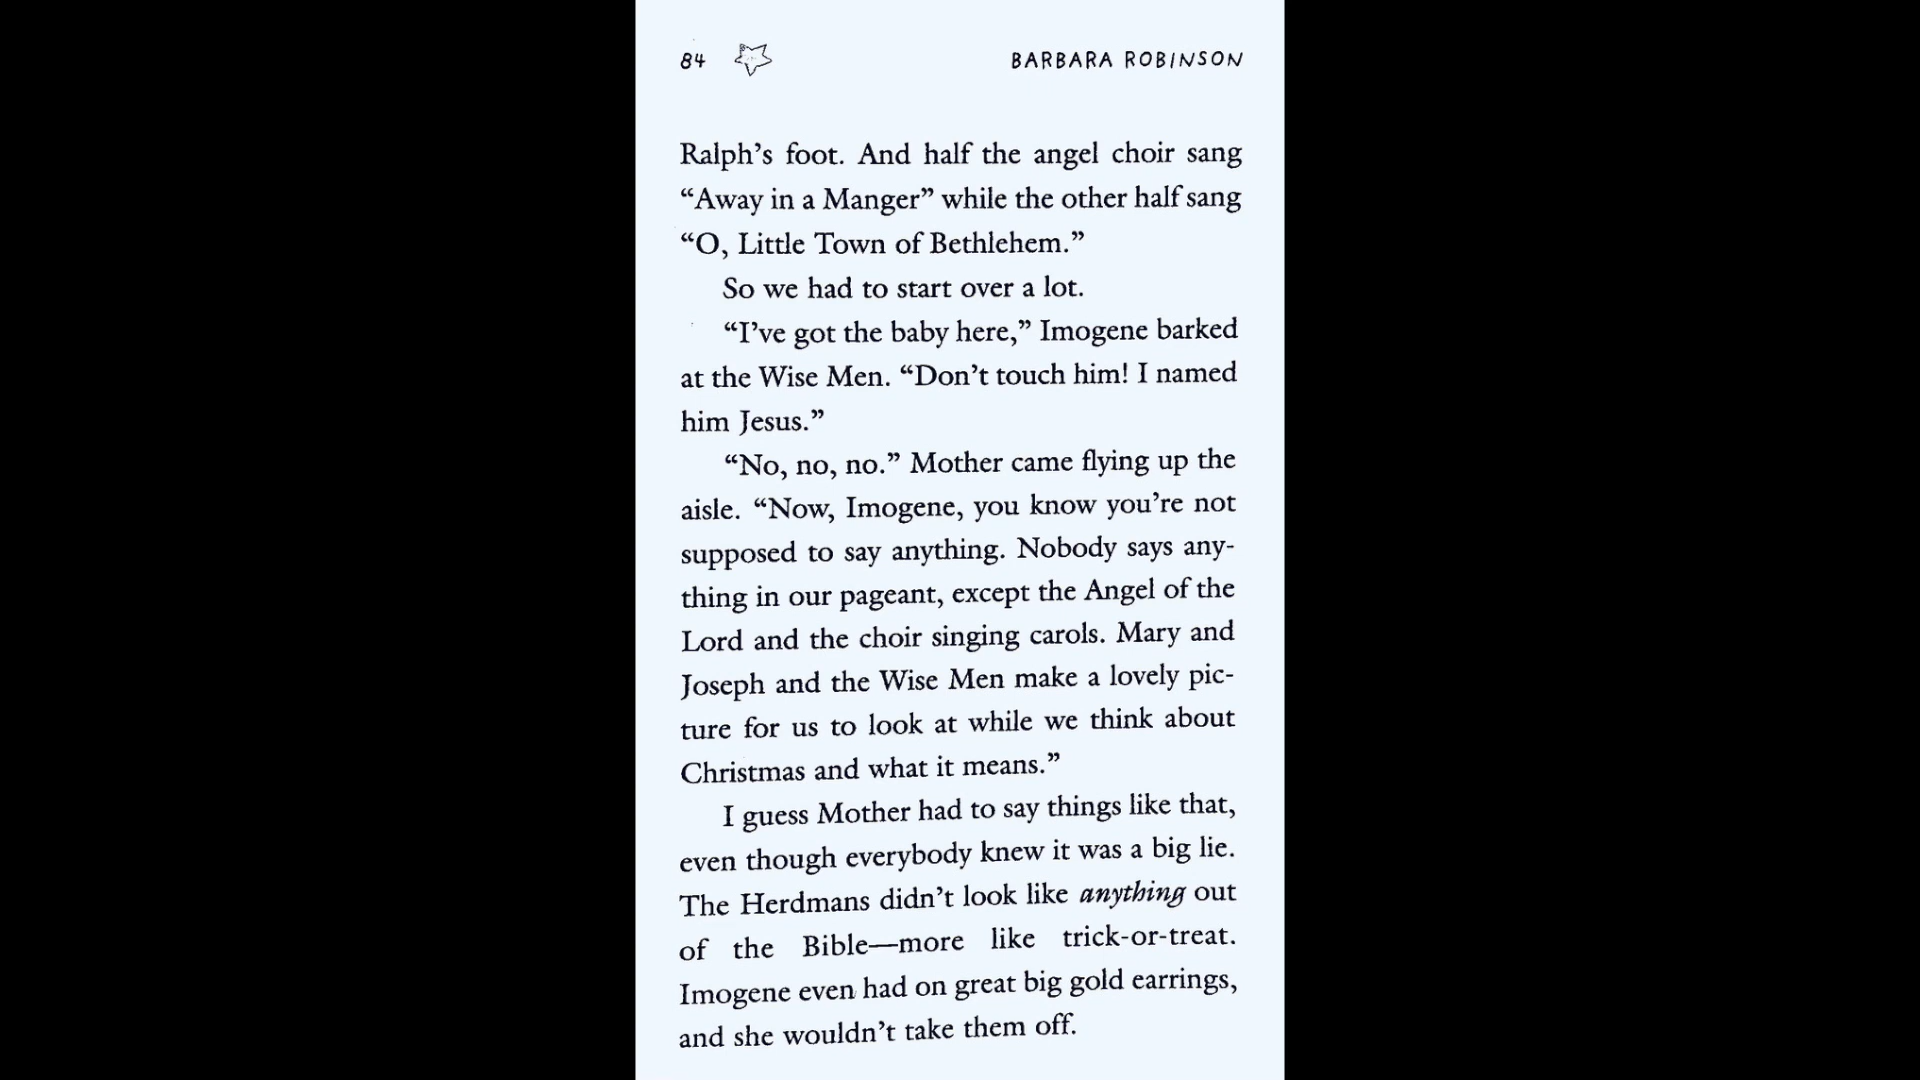 84 BARBARA ROBINSON
Ralph’s foot. And half the angel choir sang
“Away in a Manger” while the other half sang
“O, Little Town of Bethlehem.”
So we had to start over a lot.
“I’ve got the baby here,” Imogene barked
at the Wise Men. “Don’t touch him! I named
him Jesus.”
“No, no, no.” Mother came flying up the
aisle. “Now, Imogene, you know you’re not
supposed to say anything. Nobody says any-
thing in our pageant, except the Angel of the
Lord and the choir singing carols. Mary and
Joseph and the Wise Men make a lovely pic-
ture for us to look at while we think about
Christmas and what it means.”
I guess Mother had to say things like that,
even though everybody knew it was a big lie.
The Herdmans didn’t look like anything out
of the Bible—more like trick-or-treat.
Imogene even had on great big gold earrings,
and she wouldn’t take them off.